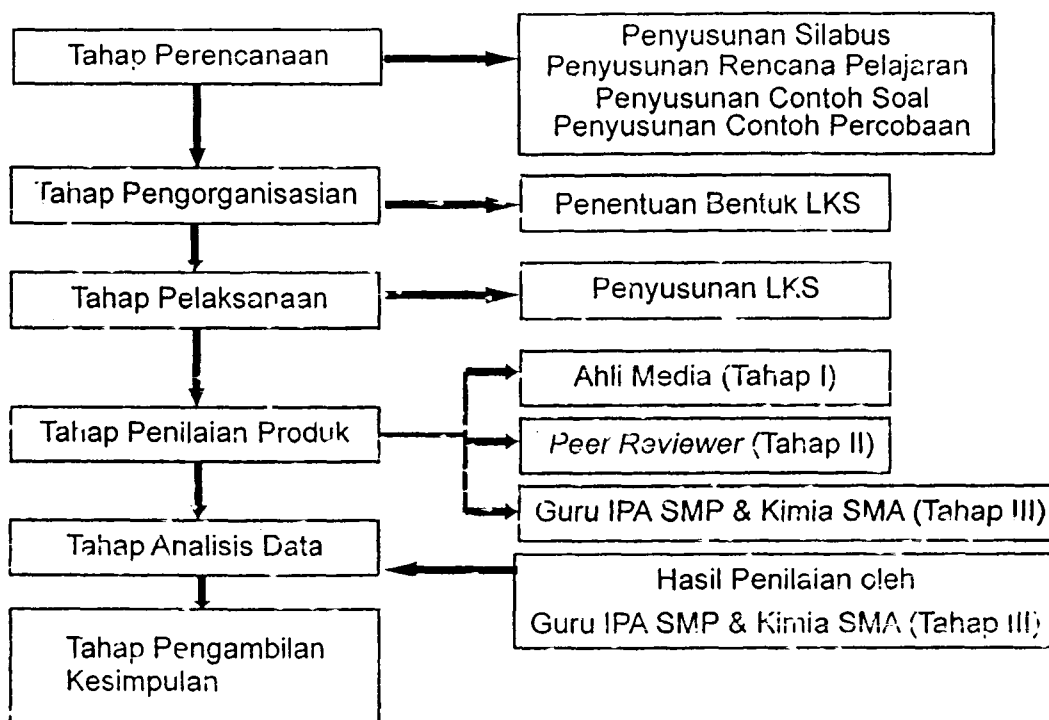 Tahap Perencanaan
Penyusunan Silabus
Penyusunan Rencana Pelajaran
Penyusunan Contoh Soal
Penyusunan Contoh Percobaan
Tahap Pengorganisasian
Penentuan Bentuk LKS
Tahap Pelaksanaan
Penyusunan LKS
Tahap Penilaian Produk
Ahli Media (Tahap I)
Peer Reviewer (Tahap II)
Guru IPA SMP & Kimia SMA (Tahap III)
Tahap Analisis Data
Hasil Penilaian oleh
Guru IPA SMP & Kimia SMA (Tahap III)
Tahap Pengambilan
Kesimpulan